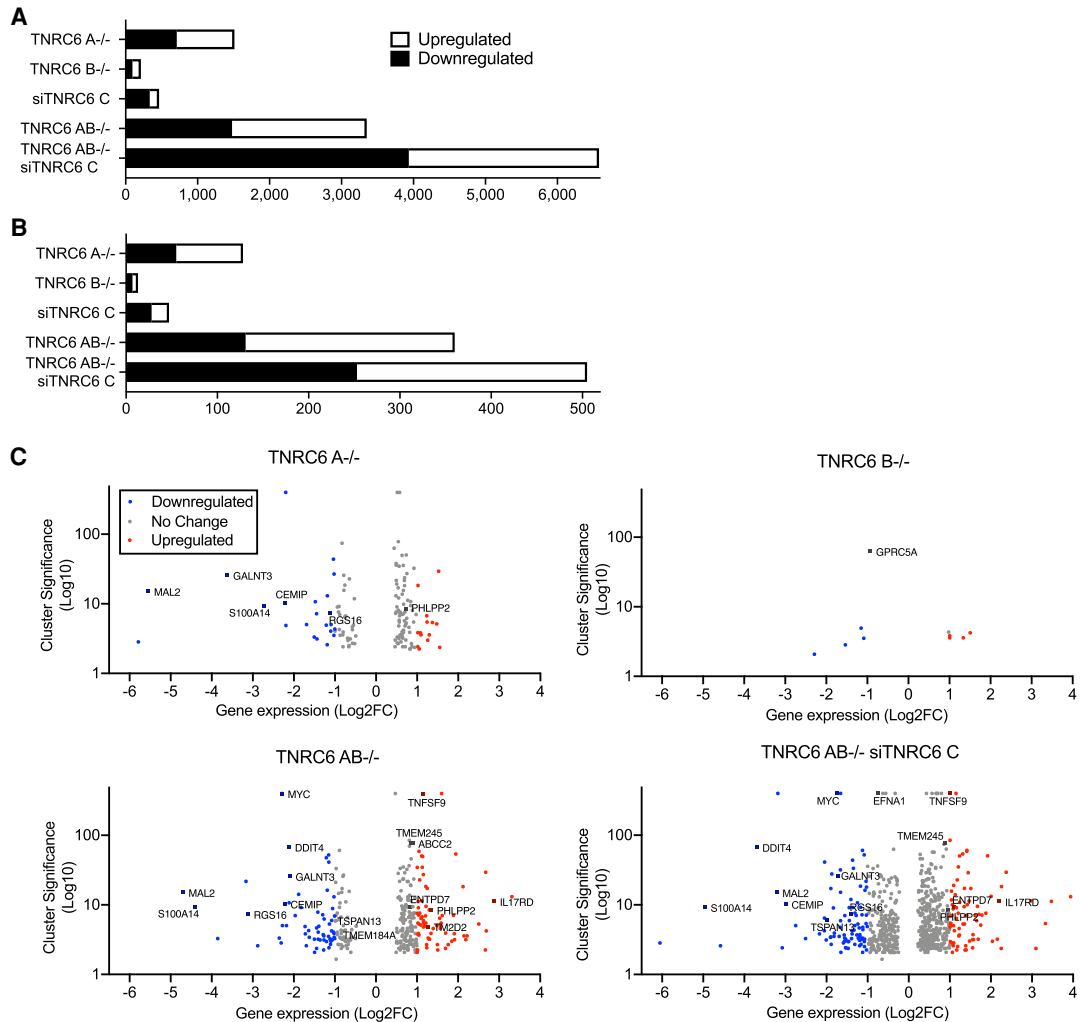 A
TNRC6 A-/-
TNRC6 B-/-
siTNRC6 C
TNRC6 AB-/-
TNRC6 AB-/-
siTNRC6 C
Upregulated
Downregulated
0 1,000 2,000 3,000 4,000 5,000 6,000
B
TNRC6 A-/-
TNRC6 B-/-
siTNRC6 C
TNRC6 AB-/-
TNRC6 AB-/-
siTNRC6 C
0 100 200 300 400 500
C
TNRC6 A-/-
Downregulated
No Change
Upregulated
Cluster Significance
(Log10)
100
10
1
MAL2
GALNT3
S100A14
CEMIP
RGS16
PHLPP2
-6 -5 -4 -3 -2 -1 0 1 2 3 4
Gene expression (Log2FC)
TNRC6 B-/-
Cluster Significance
(Log10)
100
10
1
GPRC5A
-6 -5 -4 -3 -2 -1 0 1 2 3 4
Gene expression (Log2FC)
TNRC6 AB-/-
Cluster Significance
(Log10)
100
10
1
MYC
TNFSF9
TMEM245
ABCC2
DDIT4
GALNT3
MAL2
S100A14
CEMIP
RGS16
TSPAN13
TMEM184A
ENTPD7
PHLPP2
TM2D2
IL17RD
-6 -5 -4 -3 -2 -1 0 1 2 3 4
Gene expression (Log2FC)
TNRC6 AB-/- siTNRC6 C
Cluster Significance
(Log10)
100
10
1
MYC
EFNA1
TNFSF9
TMEM245
DDIT4
GALNT3
MAL2
S100A14
CEMIP
RGS16
TSPAN13
ENTPD7
PHLPP2
IL17RD
-6 -5 -4 -3 -2 -1 0 1 2 3 4
Gene expression (Log2FC)